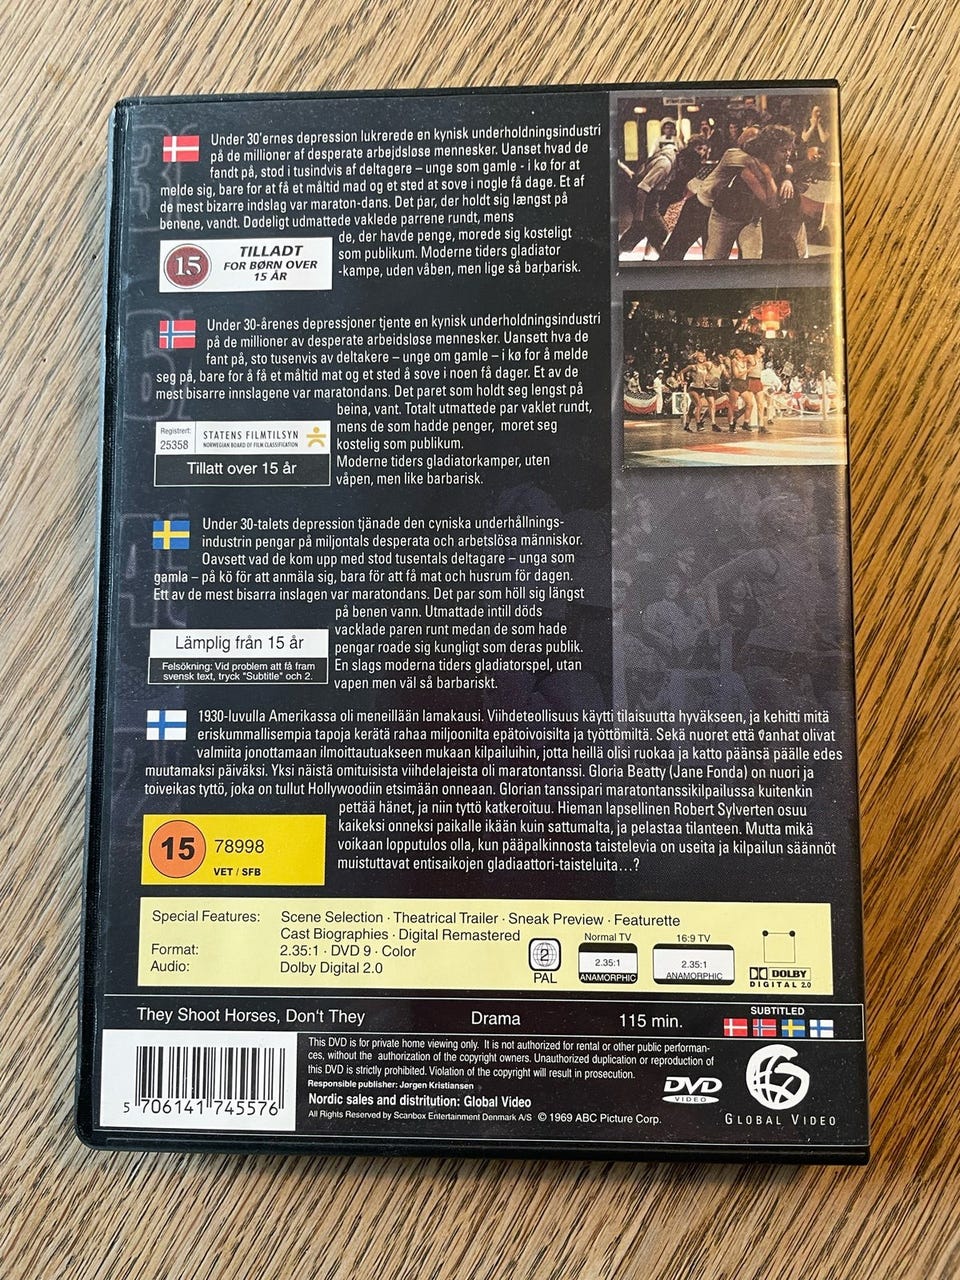 Under 30'ernes depression lukrerede en kynisk underholdningsindustri
på de millioner af desperate arbejdsløse mennesker. Uanset hvad de
fandt på, stod i tusindvis af deltagere – unge som gamle - i kø for at
melde sig, bare for at få et måltid mad og et sted at sove i nogle få dage. Et af
de mest bizarre indslag var maraton-dans. Det par, der holdt sig længst på
benene, vandt. Dødeligt udmattede vaklede parrene rundt, mens
de, der havde penge, morede sig kosteligt
som publikum. Moderne tiders gladiator
-kampe, uden våben, men lige så barbarisk.
15
TILLADT
FOR BØRN OVER
15 ÅR
Under 30-årenes depressjoner tjente en kynisk underholdningsindustri
på de millioner av desperate arbeidsløse mennesker. Uansett hva de
fant på, sto tusenvis av deltakere – unge om gamle – i kø for å melde
seg på, bare for å få et måltid mat og et sted å sove i noen få dager. Et av de
mest bisarre innslagene var maratondans. Det paret som holdt seg lengst på
beina, vant. Totalt utmattede par vaklet rundt,
mens de som hadde penger, moret seg
kostelig som publikum.
Moderne tiders gladiatorkamper, uten
våpen, men like barbarisk.
Registrert:
25358
STATENS FILMTILSYN
NORWEGIAN BOARD OF FILM CLASSIFICATION
Tillatt over 15 år
Under 30-talets depression tjänade den cyniska underhållnings-
industrin pengar på miljontals desperata och arbetslösa människor.
Oavsett vad de kom upp med stod tusentals deltagare – unga som
gamla – på kö för att anmäla sig, bara för att få mat och husrum för dagen.
Ett av de mest bisarra inslagen var maratondans. Det par som höll sig längst
på benen vann. Utmattade intill döds
vacklade paren runt medan de som hade
pengar roade sig kungligt som deras publik.
En slags moderna tiders gladiatorspel, utan
vapen men väl så barbariskt.
Lämplig från 15 år
Felsökning: Vid problem att få fram
svensk text, tryck "Subtitle" och 2.
1930-luvulla Amerikassa oli meneillään lamakausi. Viihdeteollisuus käytti tilaisuutta hyväkseen, ja kehitti mitä
eriskummallisempia tapoja kerätä rahaa miljoonilta epätoivoisilta ja työttömiltä. Sekä nuoret että vanhat olivat
valmiita jonottamaan ilmoittautuakseen mukaan kilpailuihin, jotta heillä olisi ruokaa ja katto päänsä päälle edes
muutamaksi päiväksi. Yksi näistä omituisista viihdelajeista oli maratontanssi. Gloria Beatty (Jane Fonda) on nuori ja
toiveikas tyttö, joka on tullut Hollywoodiin etsimään onneaan. Glorian tanssipari maratontanssikilpailussa kuitenkin
pettää hänet, ja niin tyttö katkeroituu. Hieman lapsellinen Robert Sylverten osuu
kaikeksi onneksi paikalle ikään kuin sattumalta, ja pelastaa tilanteen. Mutta mikä
voikaan lopputulos olla, kun pääpalkinnosta taistelevia on useita ja kilpailun säännöt
muistuttavat entisaikojen gladiaattori-taisteluita...?
15
78998
VET / SFB
Special Features: Scene Selection · Theatrical Trailer · Sneak Preview · Featurette
Cast Biographies · Digital Remastered
Format: 2.35:1 · DVD 9 · Color
Audio: Dolby Digital 2.0
2
PAL
Normal TV
2.35:1
ANAMORPHIC
16:9 TV
2.35:1
ANAMORPHIC
DOLBY
DIGITAL 2.0
They Shoot Horses, Don't They Drama 115 min.
SUBTITLED
5 706141 745576
This DVD is for private home viewing only. It is not authorized for rental or other public performan-
ces, without the authorization of the copyright owners. Unauthorized duplication or reproduction of
this DVD is strictly prohibited. Violation of the copyright will result in prosecution.
Responsible publisher: Jørgen Kristiansen
Nordic sales and distritution: Global Video
All Rights Reserved by Scanbox Entertainment Denmark A/S © 1969 ABC Picture Corp.
DVD
VIDEO
GLOBAL VIDEO